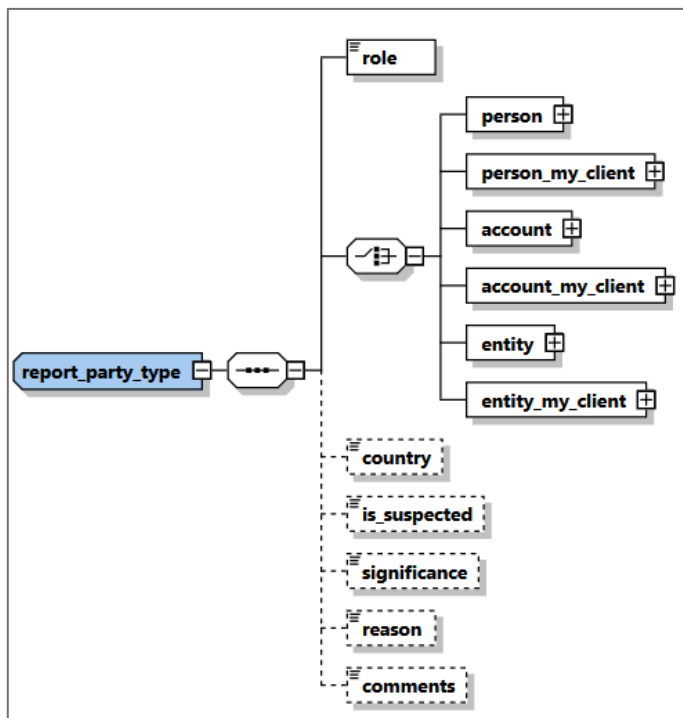 role
person
person_my_client
account
account_my_client
report_party_type
entity
entity_my_client
country
is_suspected
significance
reason
comments